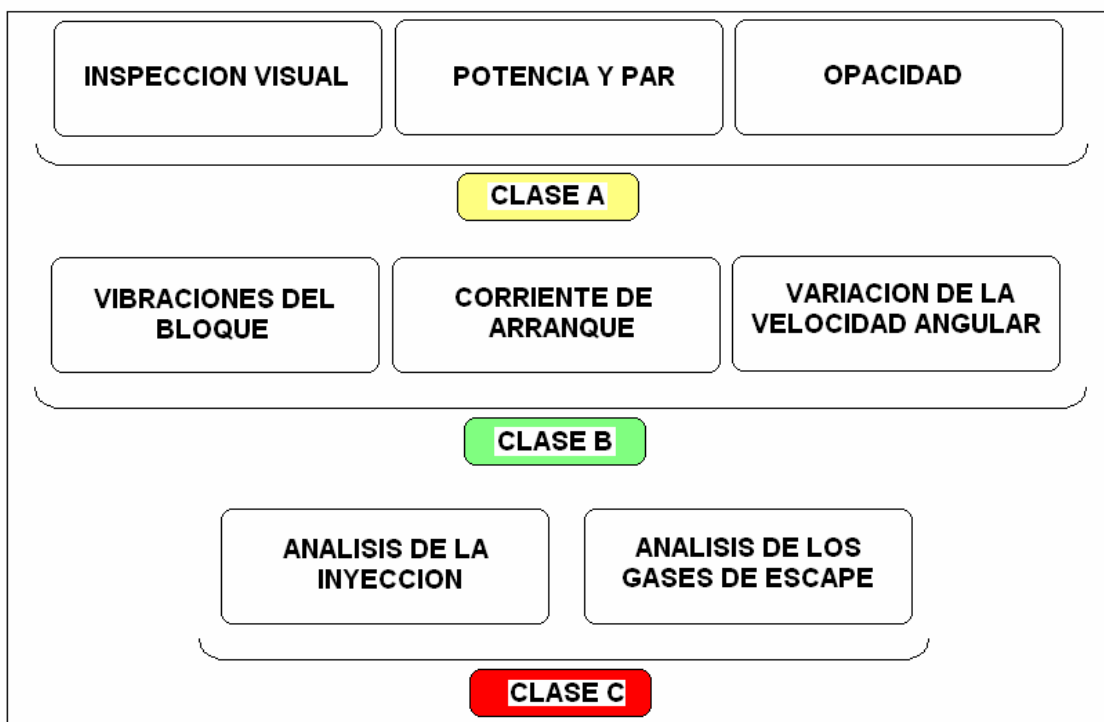 INSPECCION VISUAL
POTENCIA Y PAR
OPACIDAD
CLASE A
VIBRACIONES DEL
BLOQUE
CORRIENTE DE
ARRANQUE
VARIACION DE LA
VELOCIDAD ANGULAR
CLASE B
ANALISIS DE LA
INYECCION
ANALISIS DE LOS
GASES DE ESCAPE
CLASE C